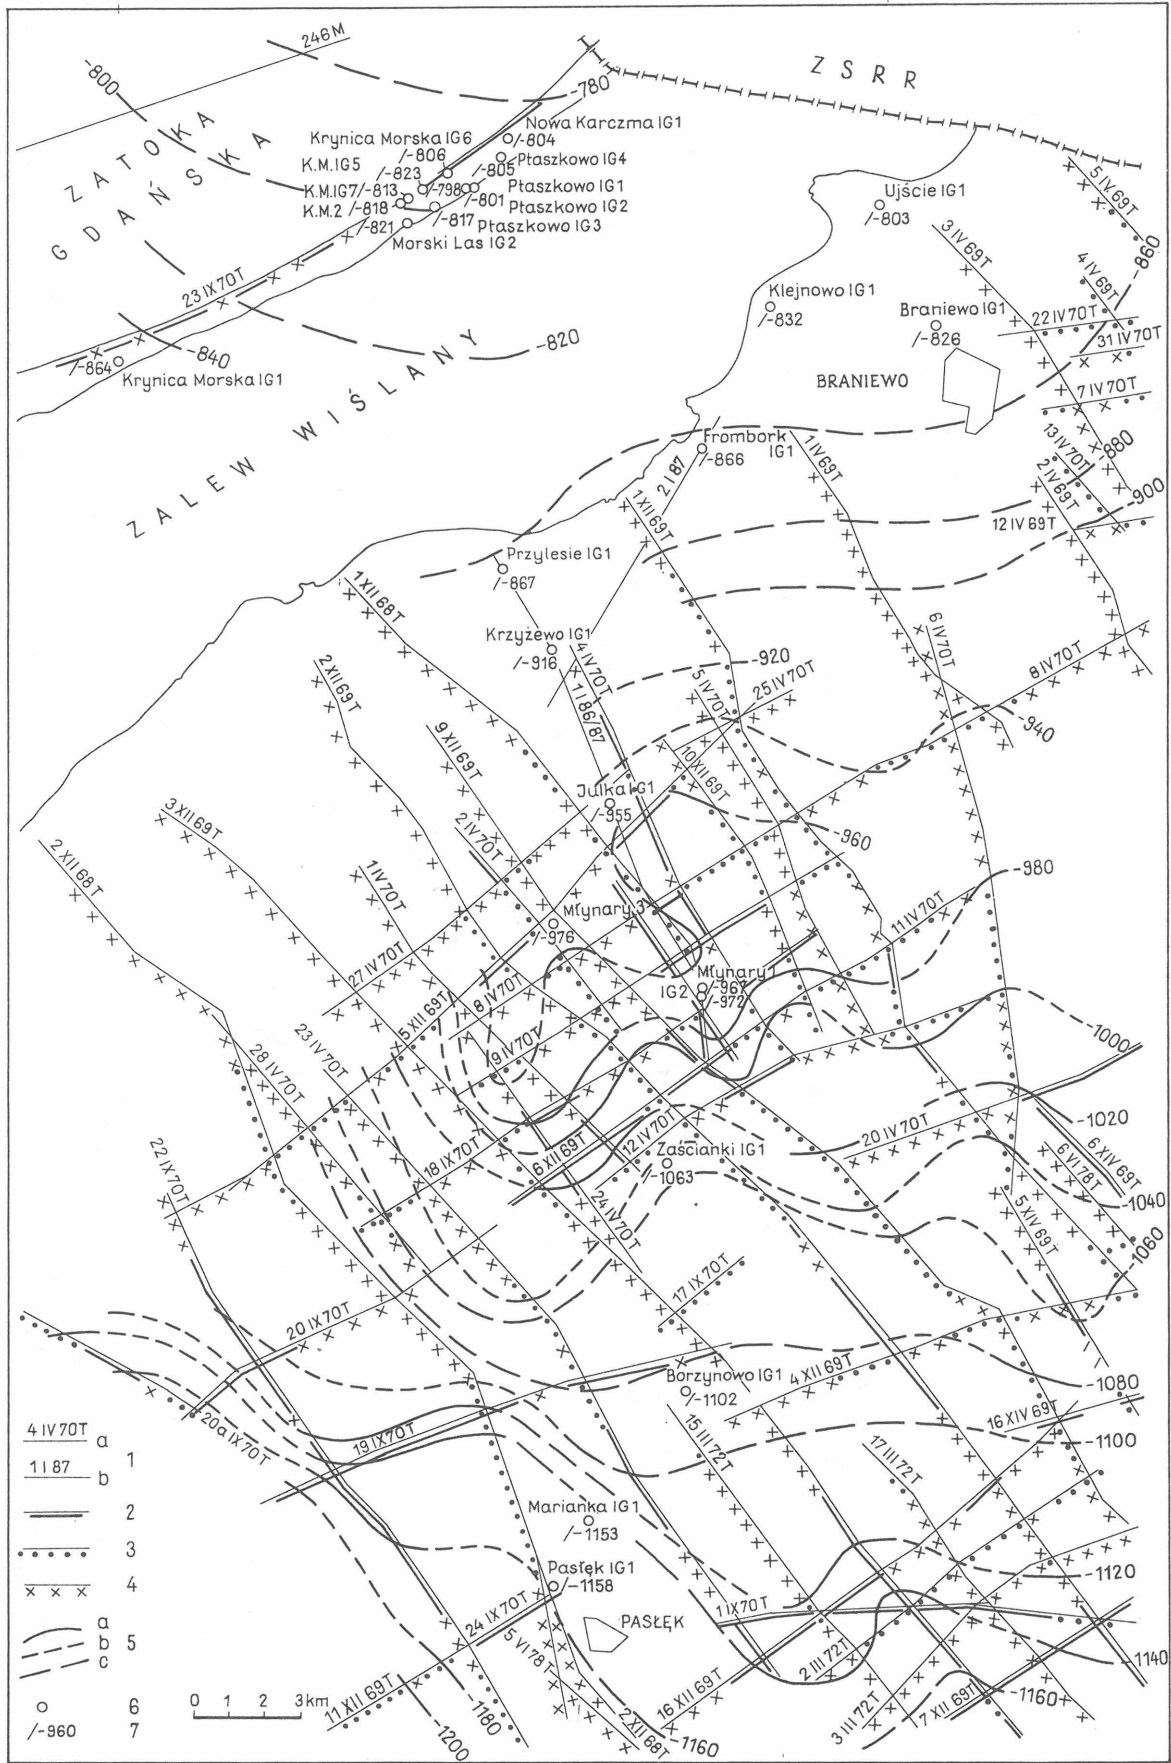 246 M
Z S R R
-800
-780
ZATOKA
GDAŃSKA
Nowa Karczma IG1
/-804
Krynica Morska IG6
/-806
Ptaszkowo IG4
/-805
K.M. IG5
/-823
K.M.IG7/-813
/-798
Ptaszkowo IG1
/-801
Ptaszkowo IG2
K.M.2 /-818
/-817
Ptaszkowo IG3
/-821
Morski Las IG2
Ujście IG1
/-803
5 IV 69T
3 IV 69T
4 IV 69T
-860
23 IX 70T
Klejnowo IG1
/-832
Braniewo IG1
/-826
22 IV 70T
31 IV 70T
-820
-840
/-864
Krynica Morska IG1
BRANIEWO
7 IV 70T
ZALEW WIŚLANY
Frombork
IG1
/-866
1 IV 69T
13 IV 70T
-880
2 I 87
2 IV 69T
-900
1 XII 69T
12 IV 69T
Przylesie IG1
/-867
1 XII 68T
Krzyżewo IG1
/-916
4 IV 70T
6 IV 70T
8 IV 70T
2 XII 69T
-920
1 I 86/87
5 IV 70T
25 IV 70T
-940
9 XII 69T
10 XII 69T
Julka IG1
/-955
3 XII 69T
2 IV 70T
-960
2 XII 68T
1 IV 70T
-980
Młynary 3
/-976
11 IV 70T
27 IV 70T
Młynary 1
/-967
IG2
/-972
8 IV 70T
5 XII 69T
-1000
23 IV 70T
9 IV 70T
28 IV 70T
-1020
20 IV 70T
12 IV 70T
22 IX 70T
18 IX 70T
6 XII 69T
Zaścianki IG1
/-1063
6 XIV 69T
6 VI 78T
-1040
24 IV 70T
5 XIV 69T
-1060
17 IX 70T
20 IX 70T
Borzynowo IG1
/-1102
4 XII 69T
-1080
20a IX 70T
19 IX 70T
16 XIV 69T
-1100
15 III 72T
17 III 72T
4 IV 70T a
1
1 I 87 b
2
3
4
a
b 5
c
6
/-960 7
0 1 2 3km
Marianka IG1
/-1153
Pasłęk IG1
/-1158
-1120
24 IX 70T
PASŁĘK
1 IX 70T
5 VI 78T
2 III 72T
-1140
11 XII 69T
16 XII 69T
-1180
-1200
2 XII 68T
-1160
3 III 72T
7 XII 69T
-1160